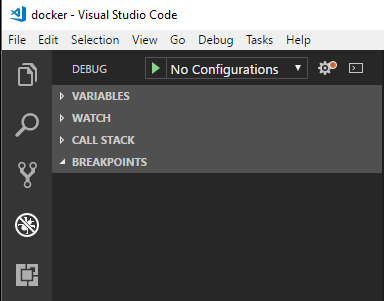 docker - Visual Studio Code
File Edit Selection View Go Debug Tasks Help
DEBUG No Configurations
VARIABLES
WATCH
CALL STACK
BREAKPOINTS